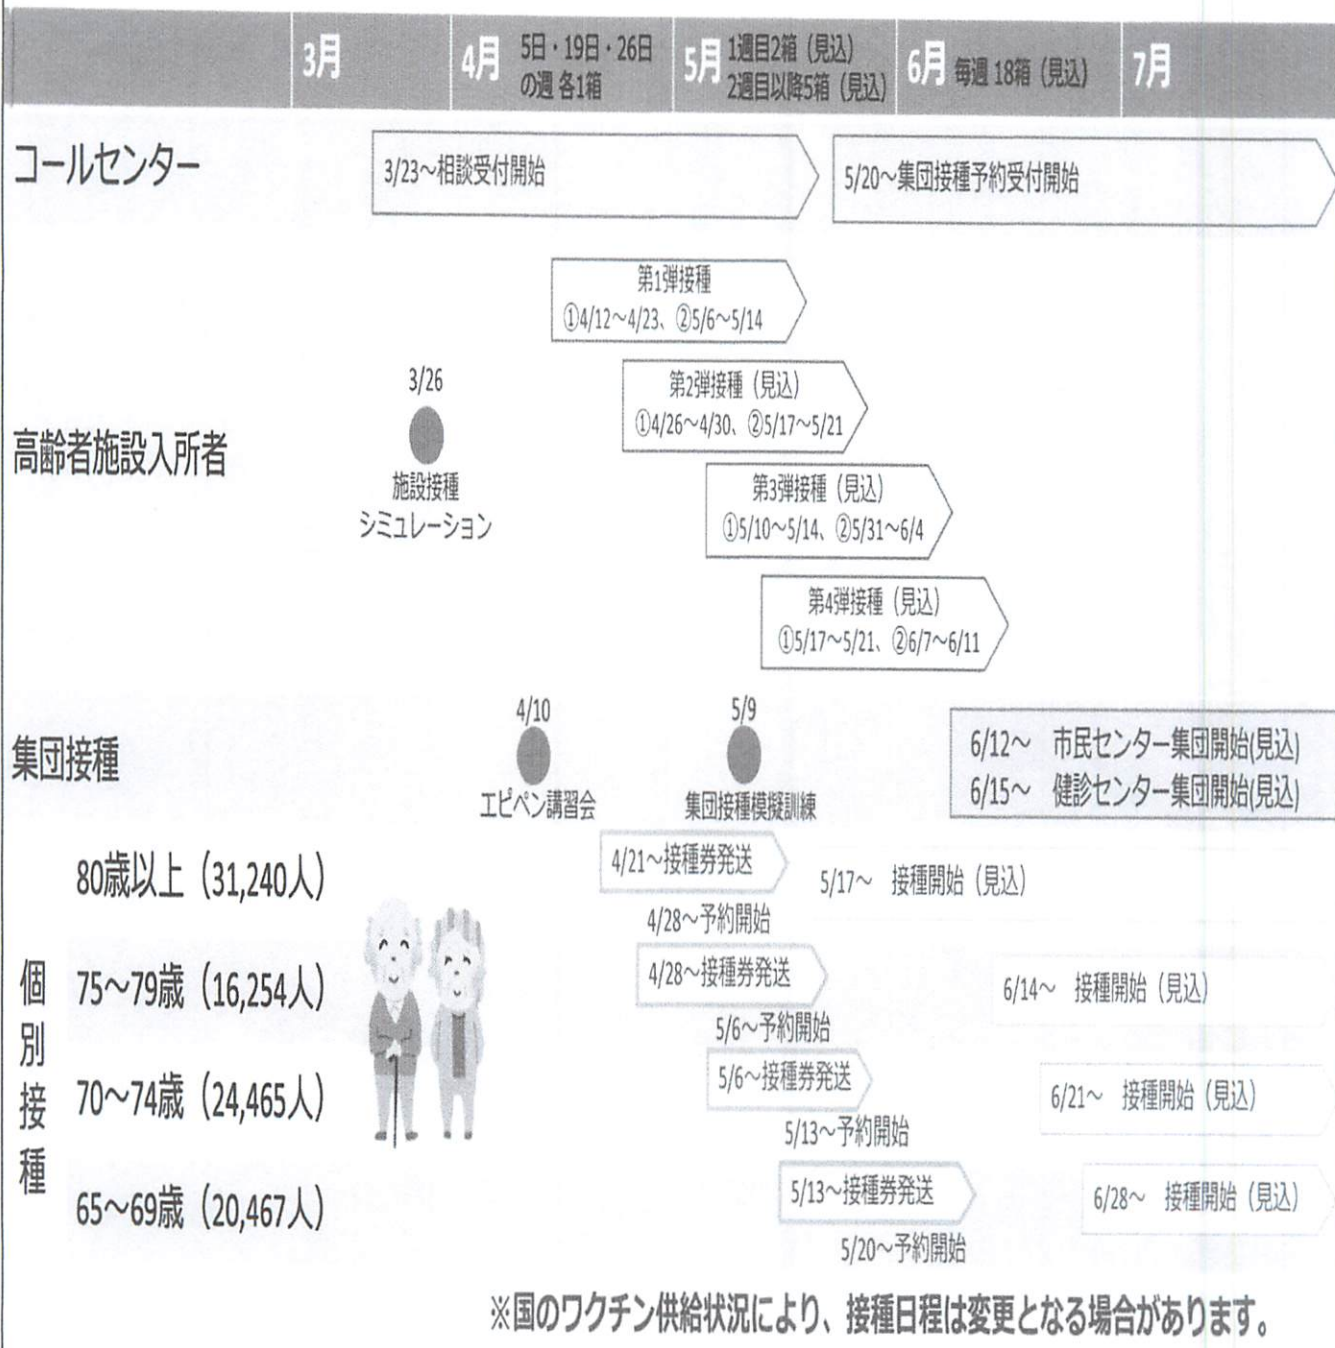 3月
4月 5日・19日・26日
の週 各1箱
5月 1週目2箱（見込）
2週目以降5箱（見込）
6月 毎週 18箱（見込）
7月
コールセンター
3/23～相談受付開始
5/20～集団接種予約受付開始
高齢者施設入所者
3/26
施設接種
シミュレーション
第1弾接種
①4/12～4/23、②5/6～5/14
第2弾接種（見込）
①4/26～4/30、②5/17～5/21
第3弾接種（見込）
①5/10～5/14、②5/31～6/4
第4弾接種（見込）
①5/17～5/21、②6/7～6/11
集団接種
4/10
エピペン講習会
5/9
集団接種模擬訓練
6/12～ 市民センター集団開始(見込)
6/15～ 健診センター集団開始(見込)
個別接種
80歳以上（31,240人）
4/21～接種券発送
4/28～予約開始
5/17～ 接種開始（見込）
75～79歳（16,254人）
4/28～接種券発送
5/6～予約開始
6/14～ 接種開始（見込）
70～74歳（24,465人）
5/6～接種券発送
5/13～予約開始
6/21～ 接種開始（見込）
65～69歳（20,467人）
5/13～接種券発送
5/20～予約開始
6/28～ 接種開始（見込）
※国のワクチン供給状況により、接種日程は変更となる場合があります。